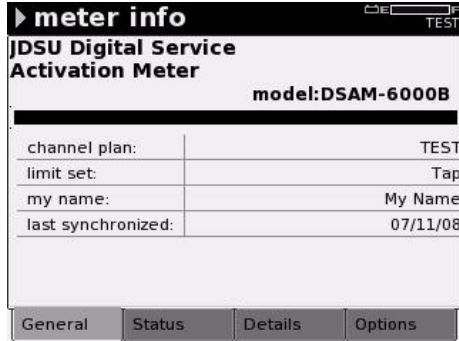 meter info
E F
TEST
JDSU Digital Service
Activation Meter
model:DSAM-6000B
channel plan: TEST
limit set: Tap
my name: My Name
last synchronized: 07/11/08
General Status Details Options